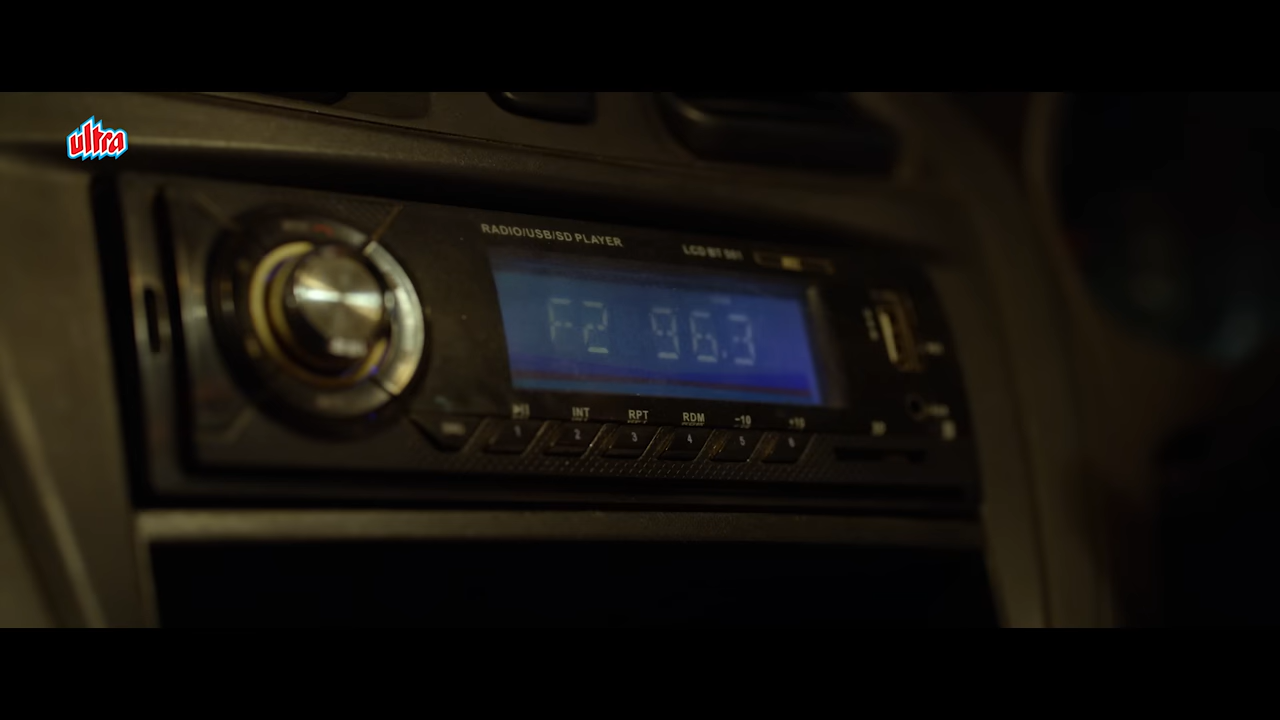 ultra
RADIO/USB/SD PLAYER
F2 96.3
INT RPT RDM -10 +10
1 2 3 4 5 6